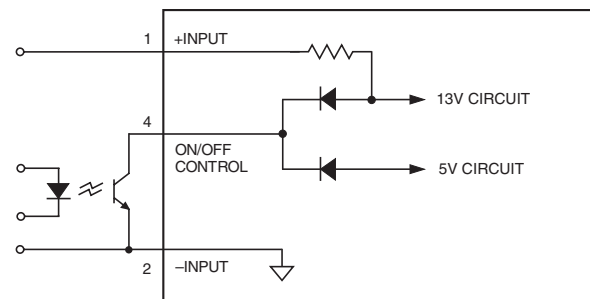 1
+INPUT
13V CIRCUIT
4
ON/OFF
CONTROL
5V CIRCUIT
2
–INPUT